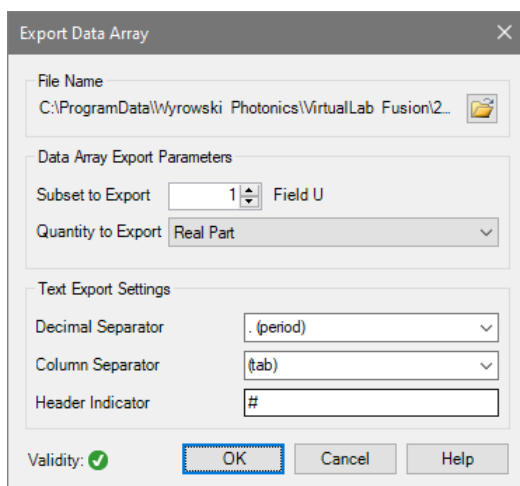 Export Data Array
File Name
C:\ProgramData\Wyrowski Photonics\VirtualLab Fusion\2...
Data Array Export Parameters
Subset to Export 1 Field U
Quantity to Export Real Part
Text Export Settings
Decimal Separator . (period)
Column Separator (tab)
Header Indicator #
Validity: OK Cancel Help